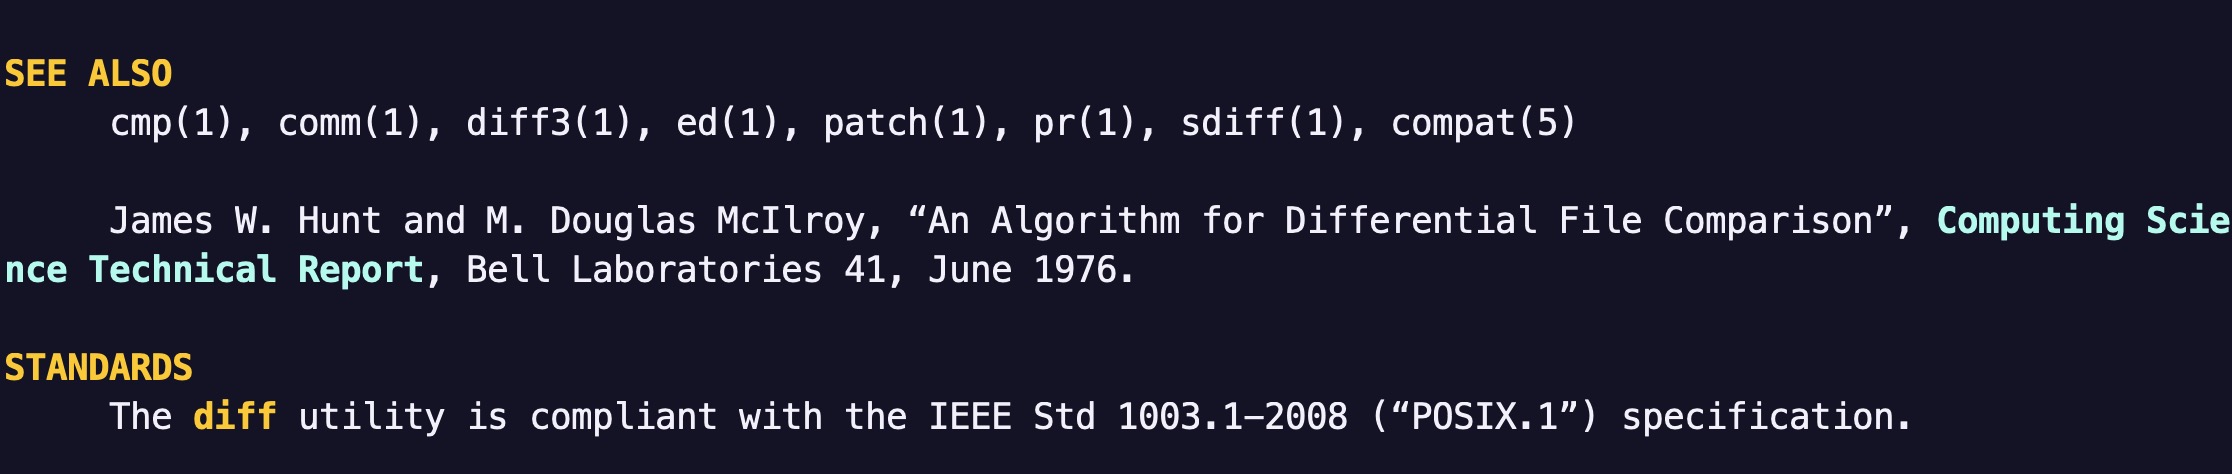 SEE ALSO
cmp(1), comm(1), diff3(1), ed(1), patch(1), pr(1), sdiff(1), compat(5)
James W. Hunt and M. Douglas McIlroy, “An Algorithm for Differential File Comparison”, Computing Scie
nce Technical Report, Bell Laboratories 41, June 1976.
STANDARDS
The diff utility is compliant with the IEEE Std 1003.1–2008 (“POSIX.1”) specification.